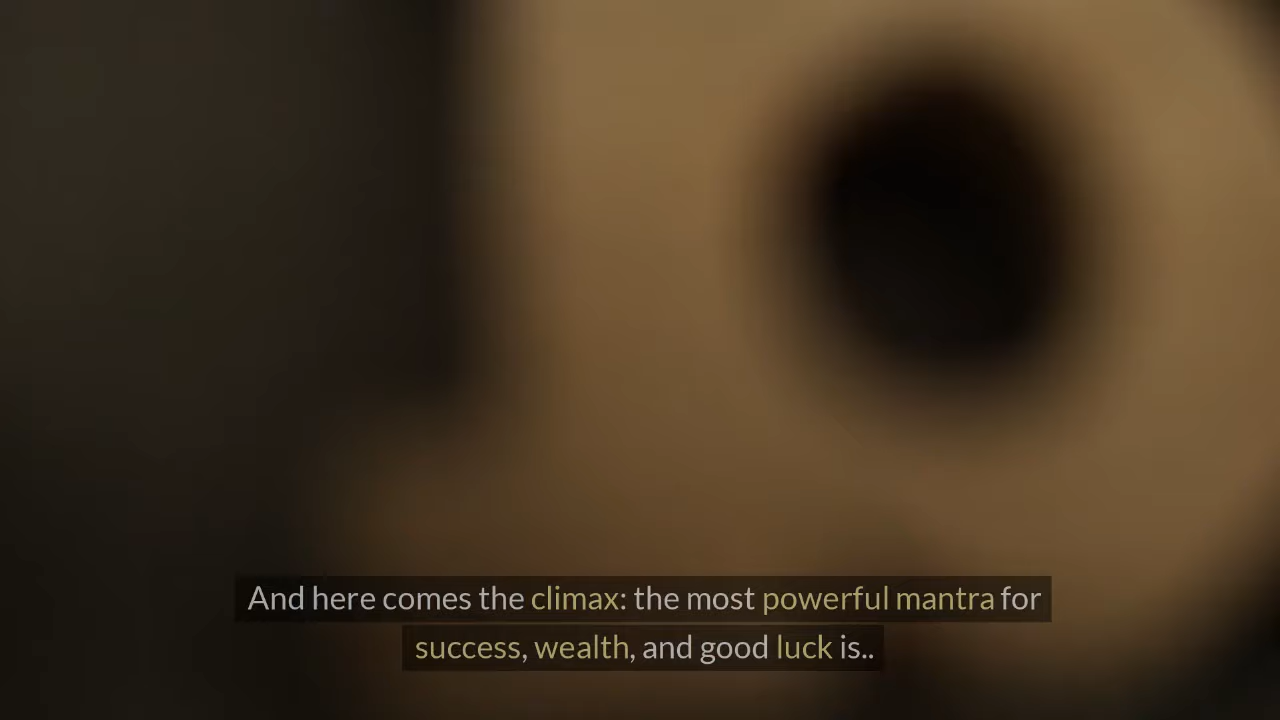 And here comes the climax: the most powerful mantra for
success, wealth, and good luck is..